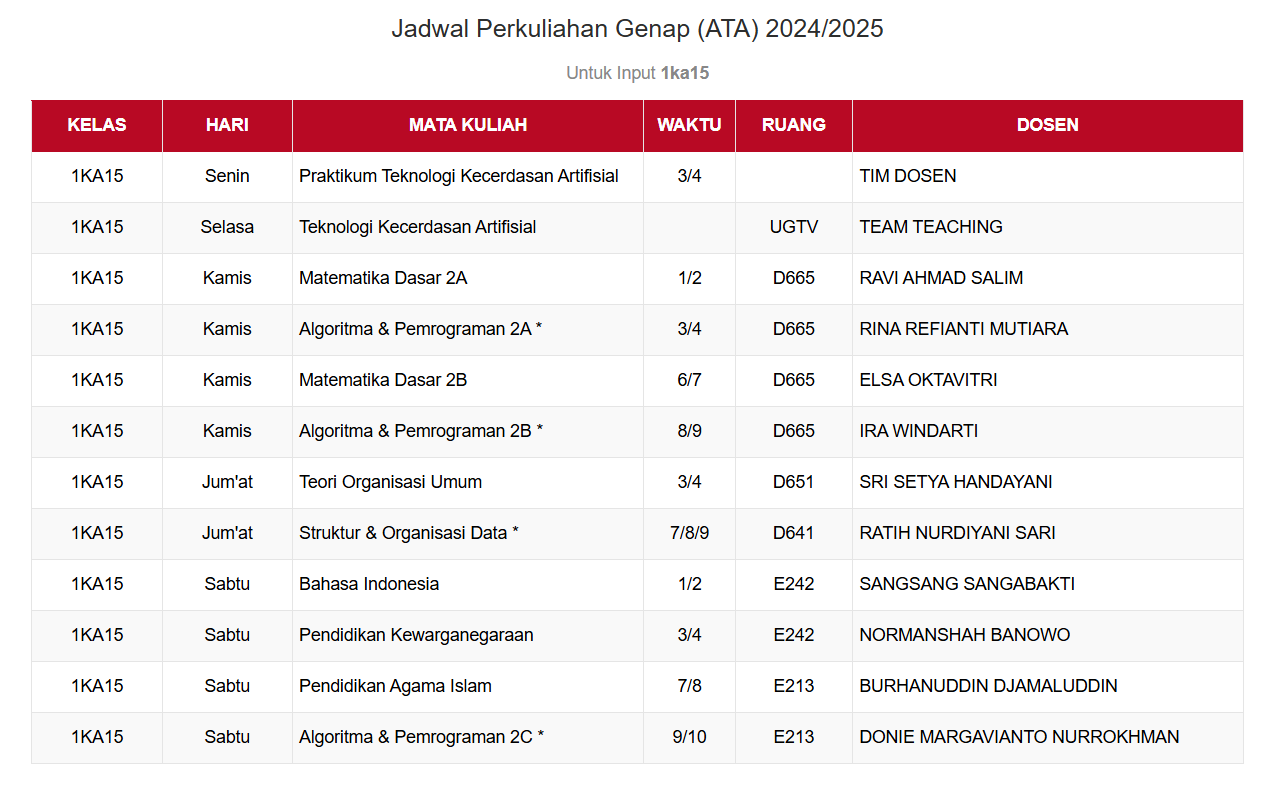 Jadwal Perkuliahan Genap (ATA) 2024/2025
Untuk Input 1ka15
KELAS HARI MATA KULIAH WAKTU RUANG DOSEN
1KA15 Senin Praktikum Teknologi Kecerdasan Artifisial 3/4 TIM DOSEN
1KA15 Selasa Teknologi Kecerdasan Artifisial UGTV TEAM TEACHING
1KA15 Kamis Matematika Dasar 2A 1/2 D665 RAVI AHMAD SALIM
1KA15 Kamis Algoritma & Pemrograman 2A * 3/4 D665 RINA REFIANTI MUTIARA
1KA15 Kamis Matematika Dasar 2B 6/7 D665 ELSA OKTAVITRI
1KA15 Kamis Algoritma & Pemrograman 2B * 8/9 D665 IRA WINDARTI
1KA15 Jum'at Teori Organisasi Umum 3/4 D651 SRI SETYA HANDAYANI
1KA15 Jum'at Struktur & Organisasi Data * 7/8/9 D641 RATIH NURDIYANI SARI
1KA15 Sabtu Bahasa Indonesia 1/2 E242 SANGSANG SANGABAKTI
1KA15 Sabtu Pendidikan Kewarganegaraan 3/4 E242 NORMANSHAH BANOWO
1KA15 Sabtu Pendidikan Agama Islam 7/8 E213 BURHANUDDIN DJAMALUDDIN
1KA15 Sabtu Algoritma & Pemrograman 2C * 9/10 E213 DONIE MARGAVIANTO NURROKHMAN